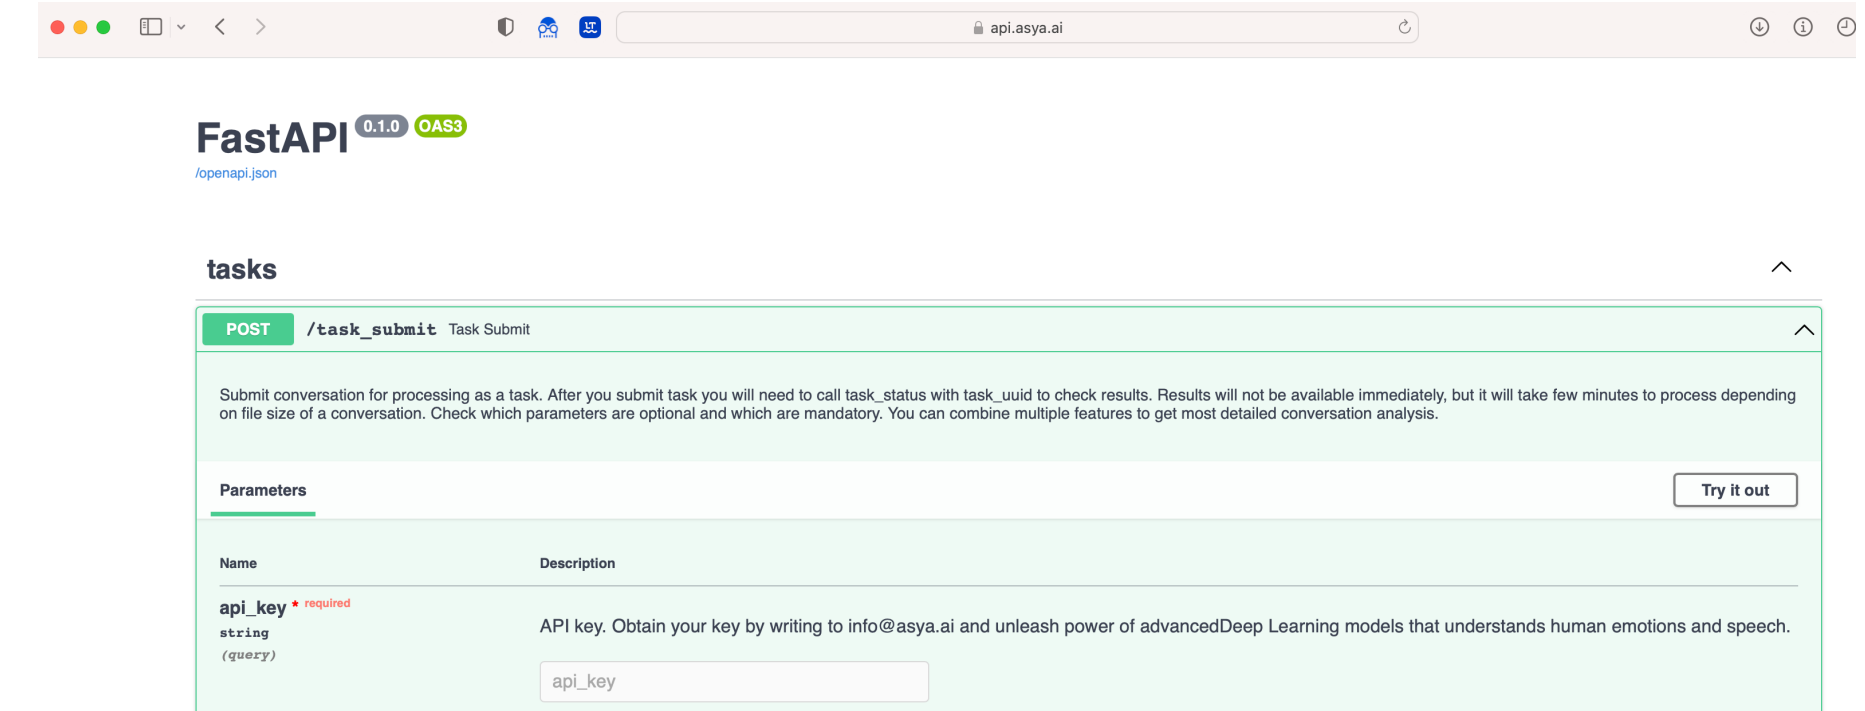 api.asya.ai
FastAPI 0.1.0 OAS3
/openapi.json
tasks
POST /task_submit Task Submit
Submit conversation for processing as a task. After you submit task you will need to call task_status with task_uuid to check results. Results will not be available immediately, but it will take few minutes to process depending
on file size of a conversation. Check which parameters are optional and which are mandatory. You can combine multiple features to get most detailed conversation analysis.
Parameters
Try it out
Name Description
api_key * required
string
(query)
API key. Obtain your key by writing to info@asya.ai and unleash power of advancedDeep Learning models that understands human emotions and speech.
api_key